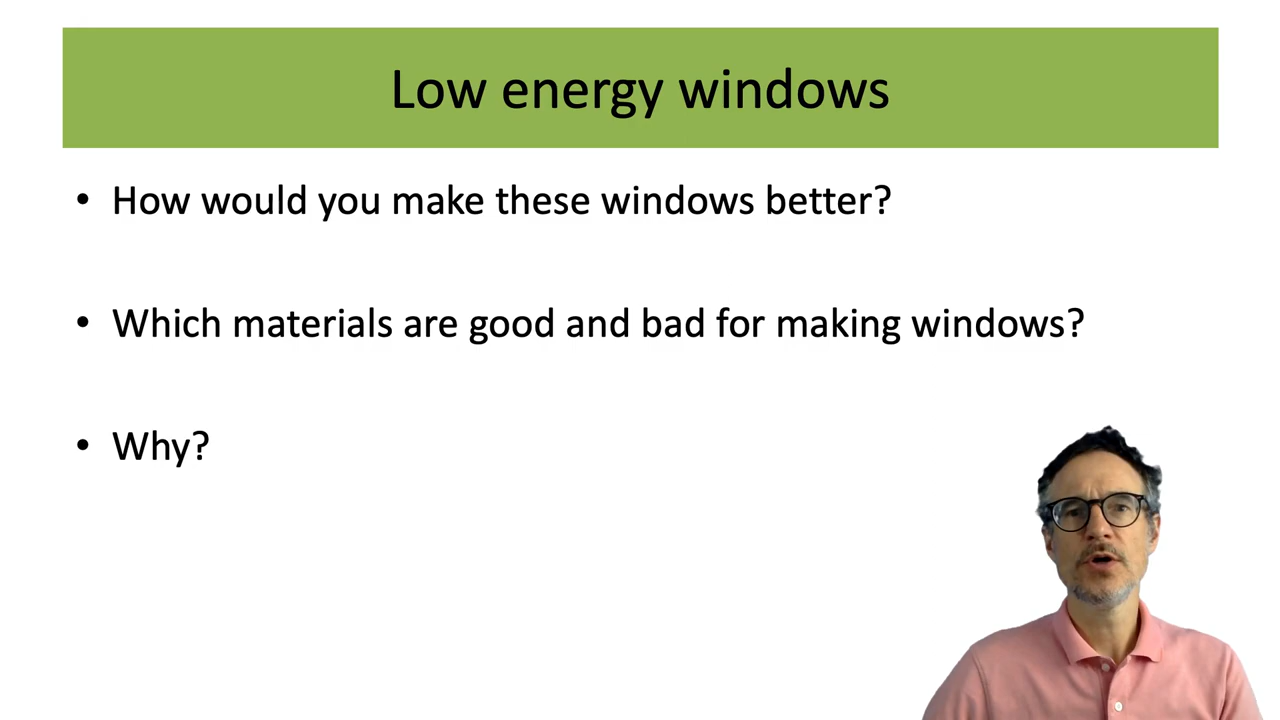 Low energy windows
• How would you make these windows better?
• Which materials are good and bad for making windows?
• Why?